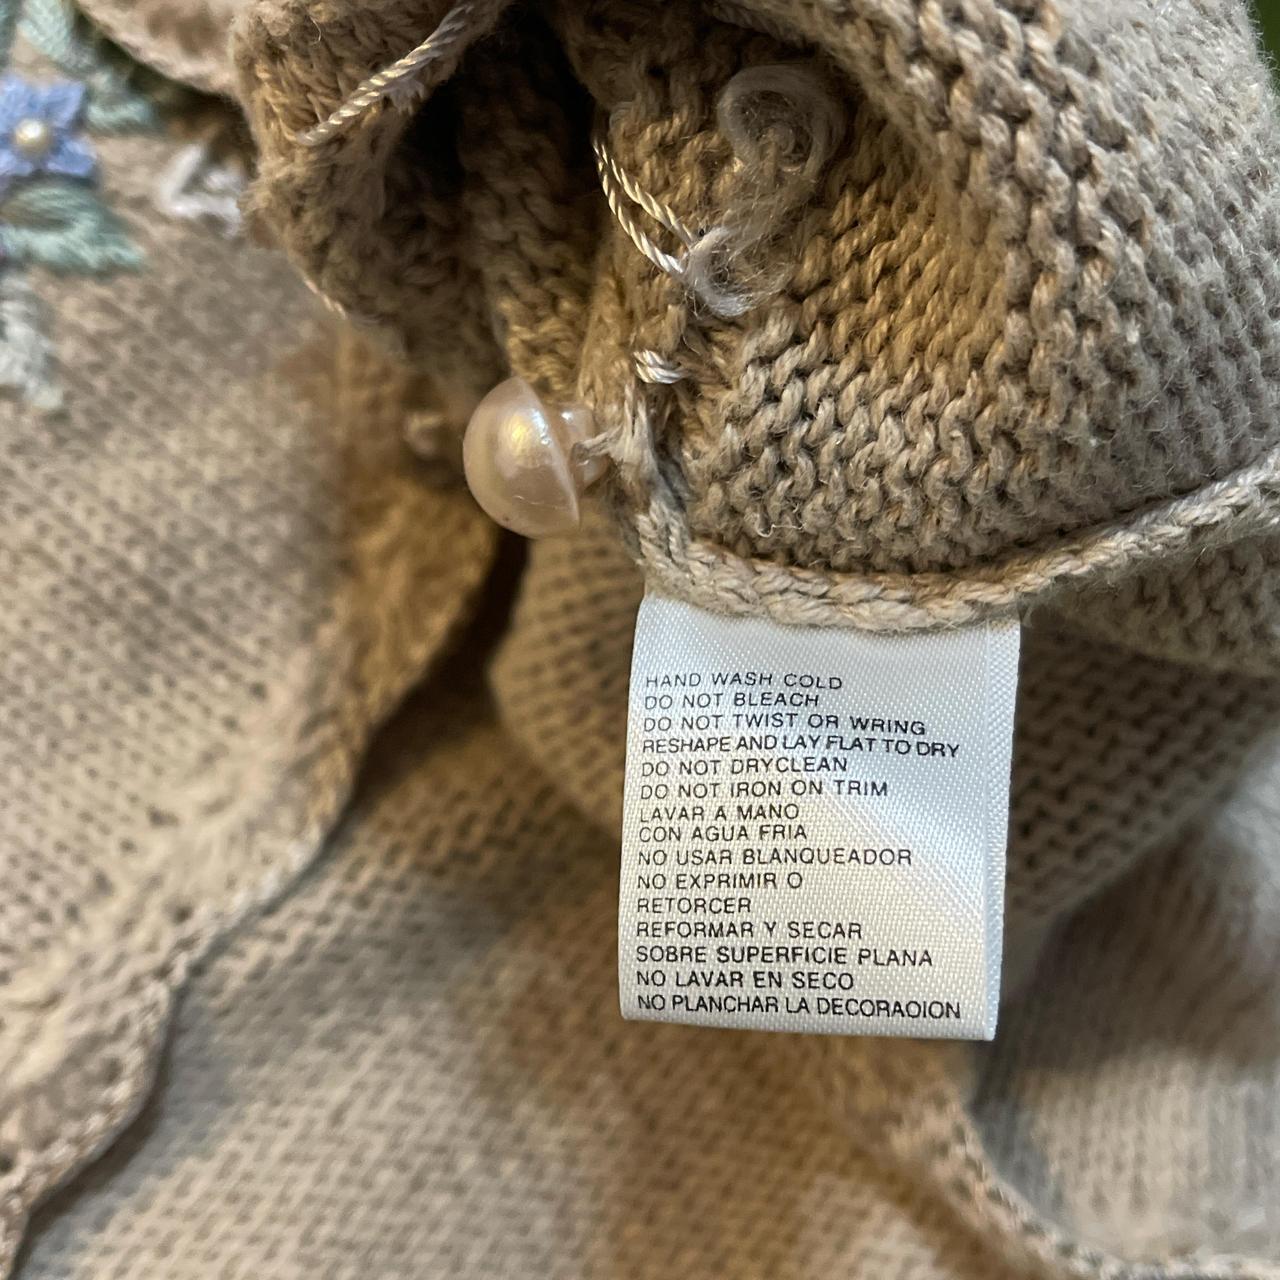 HAND WASH COLD
DO NOT BLEACH
DO NOT TWIST OR WRING
RESHAPE AND LAY FLAT TO DRY
DO NOT DRYCLEAN
DO NOT IRON ON TRIM
LAVAR A MANO
CON AGUA FRIA
NO USAR BLANQUEADOR
NO EXPRIMIR O
RETORCER
REFORMAR Y SECAR
SOBRE SUPERFICIE PLANA
NO LAVAR EN SECO
NO PLANCHAR LA DECORAOION